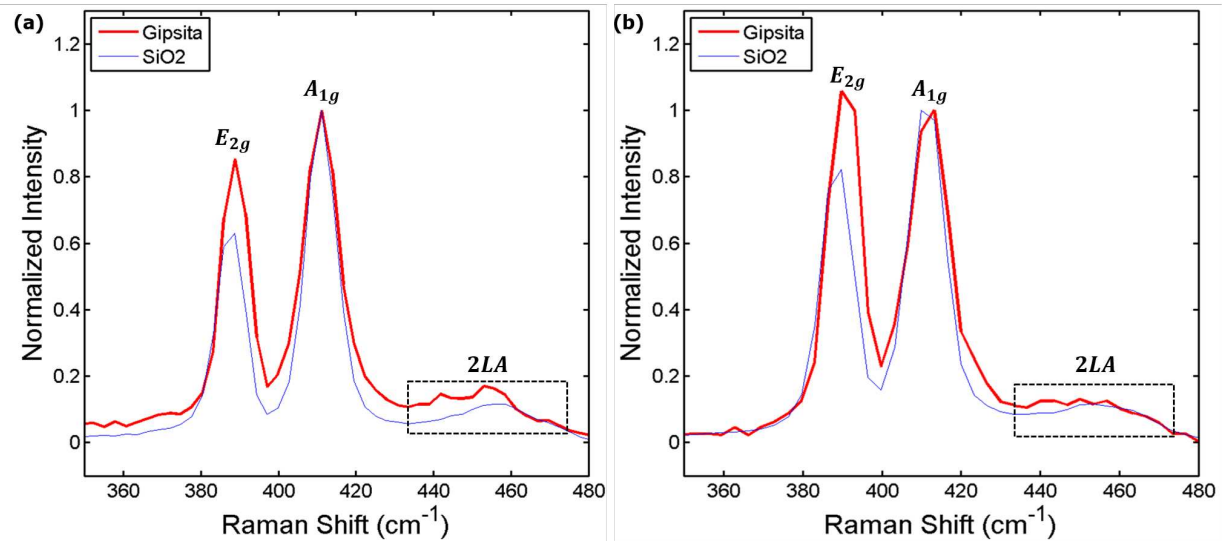 (a)
Gipsita
SiO2
E2g
A1g
2LA
Normalized Intensity
1.2
1
0.8
0.6
0.4
0.2
0
360 380 400 420 440 460 480
Raman Shift (cm-1)
(b)
Gipsita
SiO2
E2g
A1g
2LA
Normalized Intensity
1.2
1
0.8
0.6
0.4
0.2
0
360 380 400 420 440 460 480
Raman Shift (cm-1)